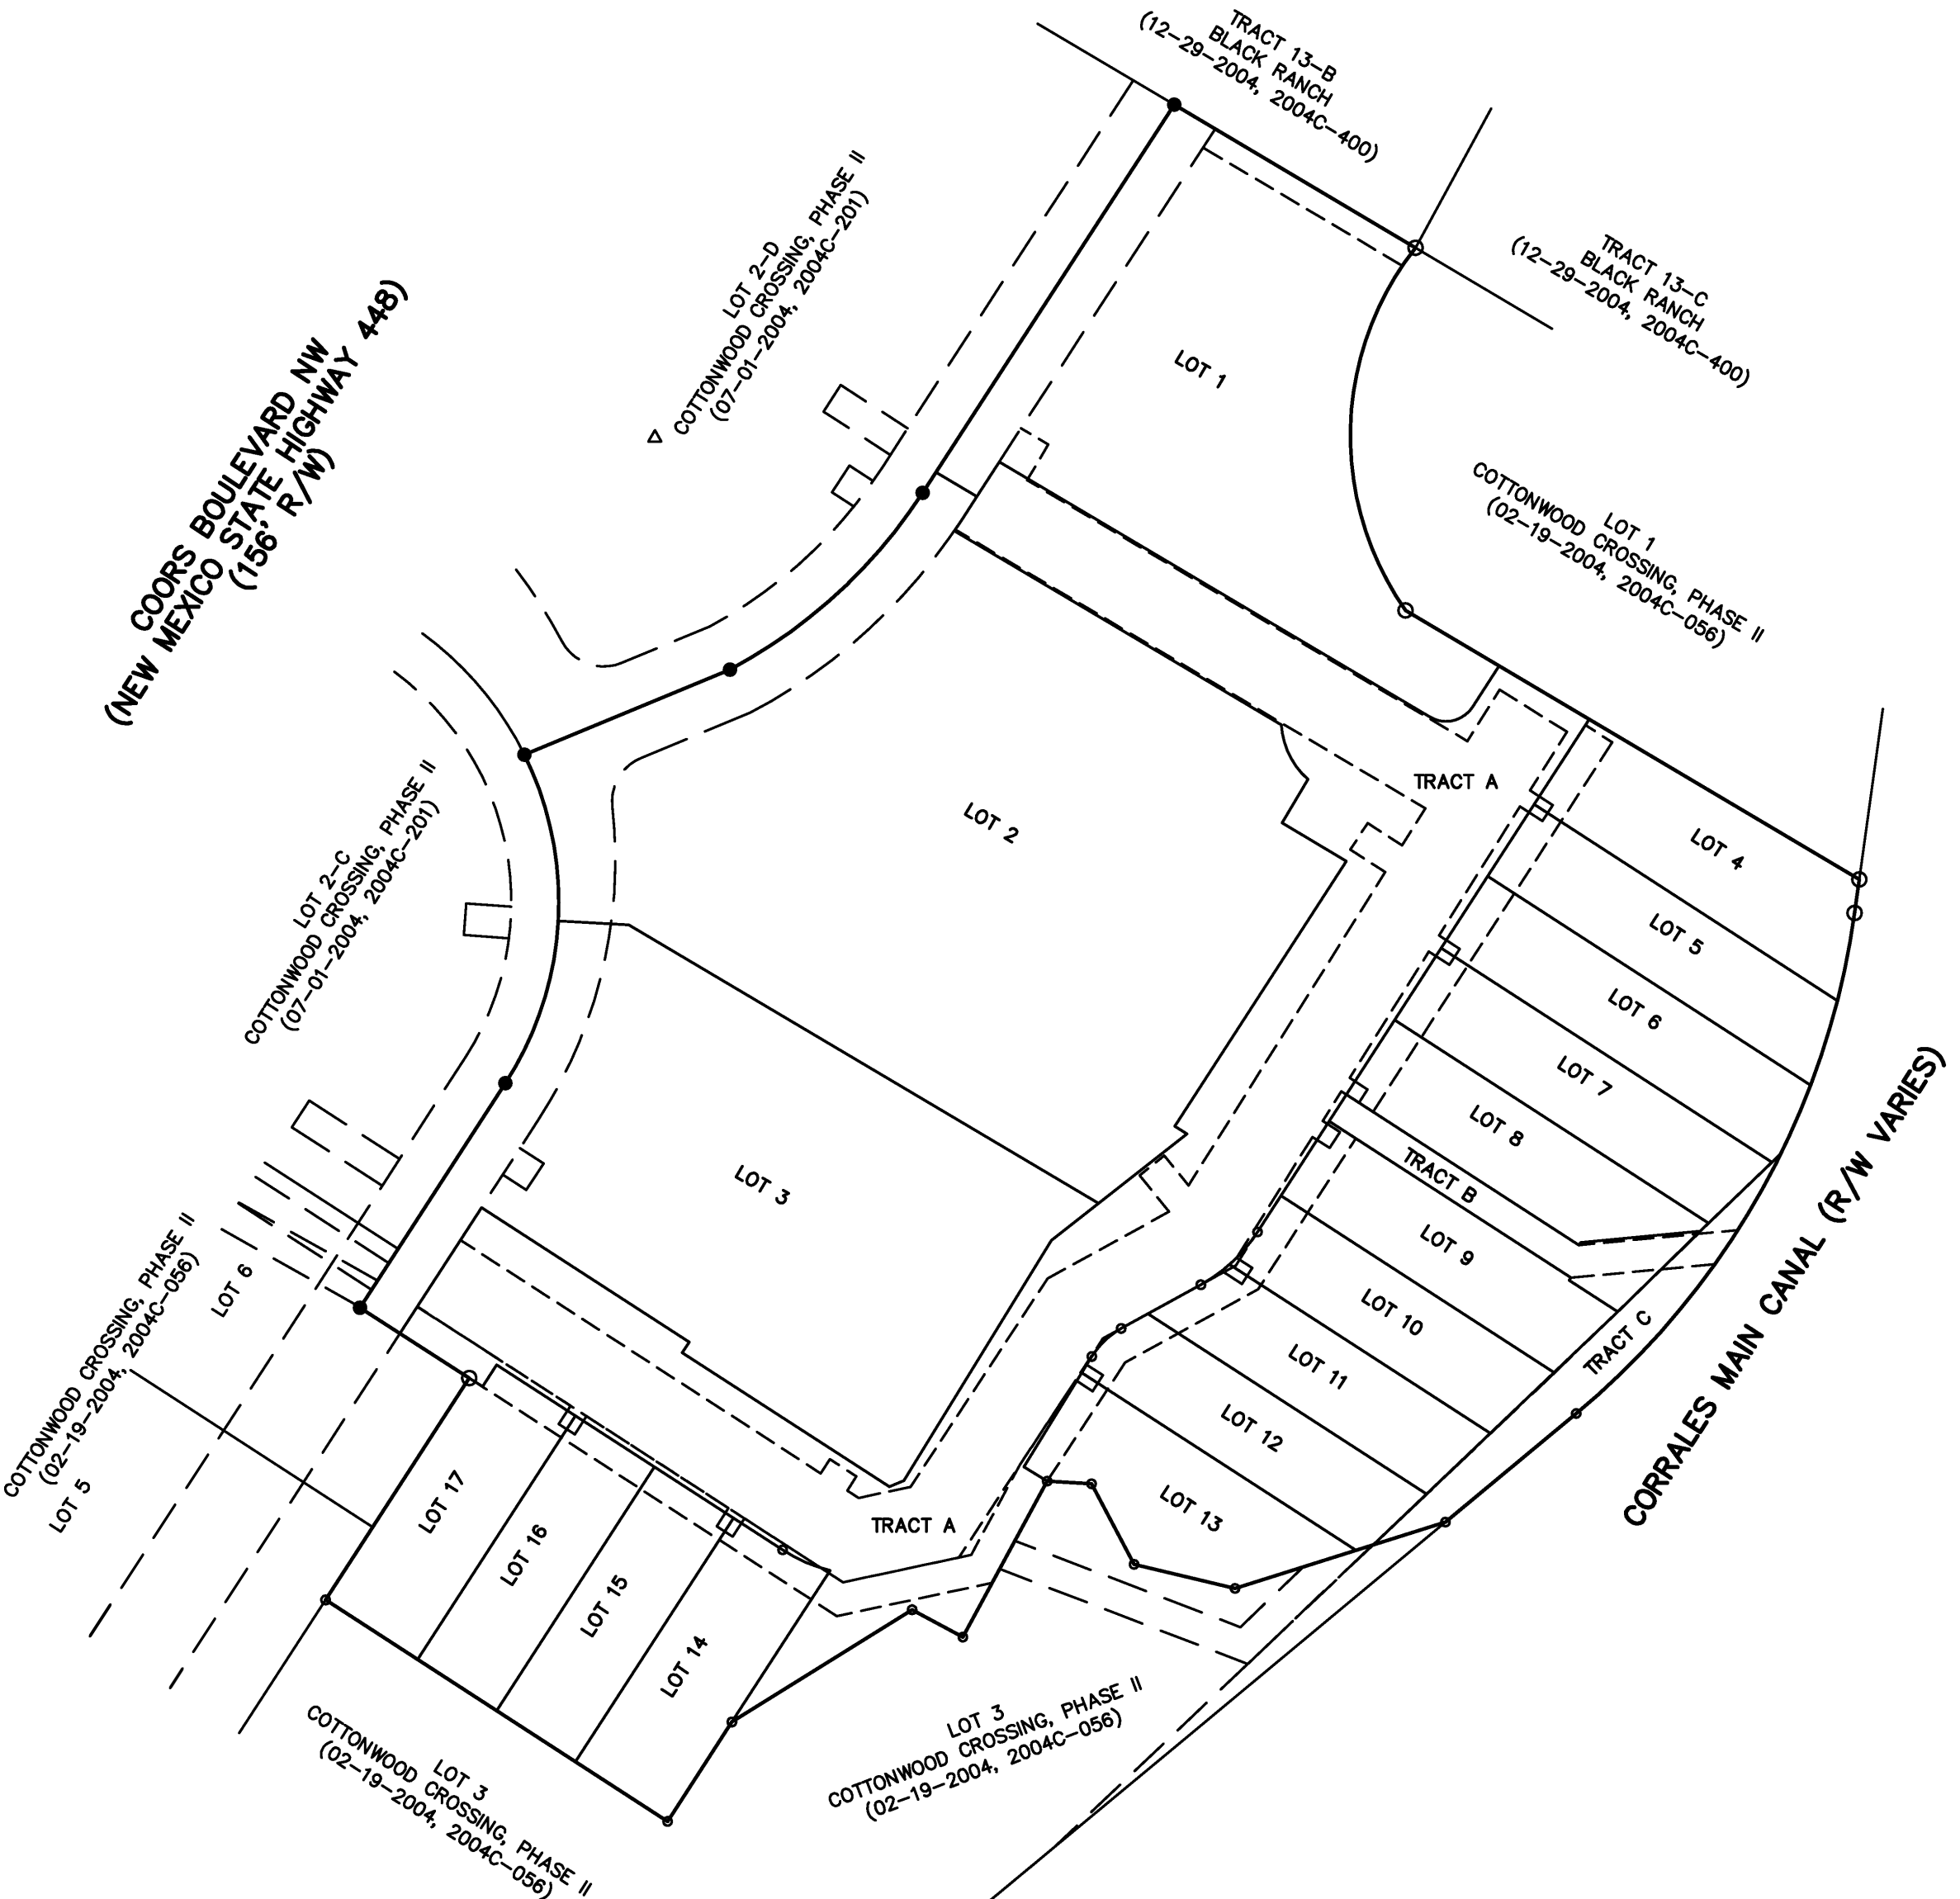 TRACT 13-B
BLACK RANCH
(12-29-2004, 2004C-400)
TRACT 13-C
BLACK RANCH
(12-29-2004, 2004C-400)
LOT 2-D
COTTONWOOD CROSSING, PHASE II
(07-01-2004, 2004C-201)
COORS BOULEVARD NW
(NEW MEXICO STATE HIGHWAY 448)
(156' R/W)
LOT 1
LOT 1
COTTONWOOD CROSSING, PHASE II
(02-19-2004, 2004C-056)
TRACT A
LOT 2
LOT 4
LOT 2-C
COTTONWOOD CROSSING, PHASE II
(07-01-2004, 2004C-201)
LOT 5
LOT 6
LOT 7
LOT 8
TRACT B
LOT 3
LOT 9
LOT 10
LOT 11
LOT 12
LOT 13
TRACT C
CORRALES MAIN CANAL (R/W VARIES)
LOT 6
COTTONWOOD CROSSING, PHASE II
(02-19-2004, 2004C-056)
LOT 5
TRACT A
LOT 17
LOT 16
LOT 15
LOT 14
LOT 3
COTTONWOOD CROSSING, PHASE II
(02-19-2004, 2004C-056)
LOT 3
COTTONWOOD CROSSING, PHASE II
(02-19-2004, 2004C-056)